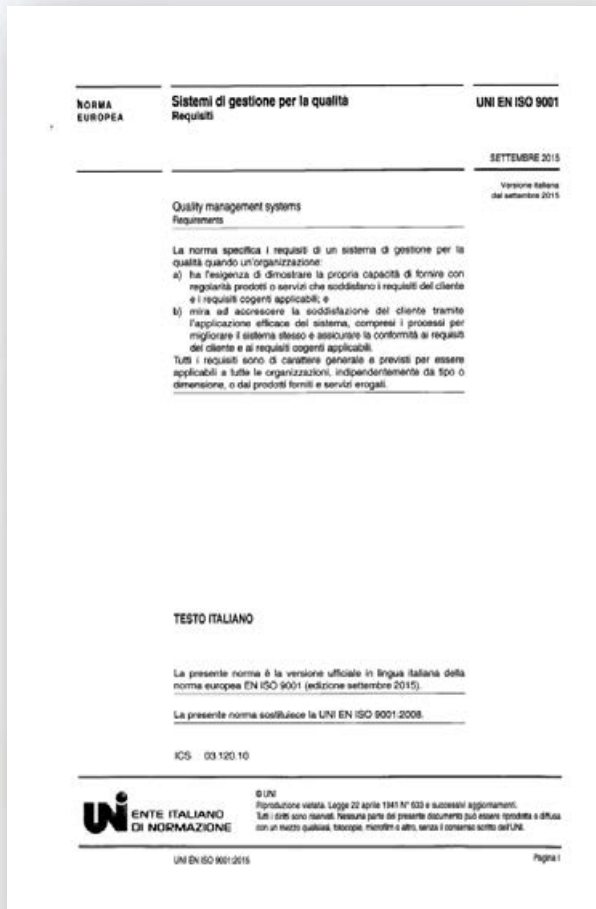 NORMA
EUROPEA
Sistemi di gestione per la qualità
Requisiti
UNI EN ISO 9001
SETTEMBRE 2015
Versione italiana
del settembre 2015
Quality management systems
Requirements
La norma specifica i requisiti di un sistema di gestione per la
qualità quando un'organizzazione:
a) ha l'esigenza di dimostrare la propria capacità di fornire con
regolarità prodotti o servizi che soddisfano i requisiti del cliente
e i requisiti cogenti applicabili; e
b) mira ad accrescere la soddisfazione del cliente tramite
l'applicazione efficace del sistema, compresi i processi per
migliorare il sistema stesso e assicurare la conformità ai requisiti
del cliente e ai requisiti cogenti applicabili.
Tutti i requisiti sono di carattere generale e previsti per essere
applicabili a tutte le organizzazioni, indipendentemente da tipo o
dimensione, o dai prodotti forniti e servizi erogati.
TESTO ITALIANO
La presente norma è la versione ufficiale in lingua italiana della
norma europea EN ISO 9001 (edizione settembre 2015).
La presente norma sostituisce la UNI EN ISO 9001:2008.
ICS 03.120.10
UNI
ENTE ITALIANO
DI NORMAZIONE
© UNI
Riproduzione vietata. Legge 22 aprile 1941 N° 633 e successivi aggiornamenti.
Tutti i diritti sono riservati. Nessuna parte del presente documento può essere riprodotta o diffusa
con un mezzo qualsiasi, fotocopie, microfilm o altro, senza il consenso scritto dell'UNI.
UNI EN ISO 9001:2015
Pagina I